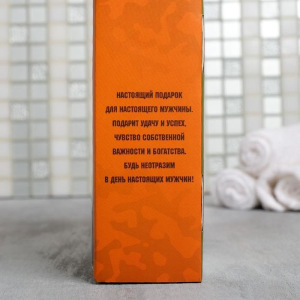 НАСТОЯЩИЙ ПОДАРОК
ДЛЯ НАСТОЯЩЕГО МУЖЧИНЫ.
ПОДАРИТ УДАЧУ И УСПЕХ,
ЧУВСТВО СОБСТВЕННОЙ
ВАЖНОСТИ И БОГАТСТВА.
БУДЬ НЕОТРАЗИМ
В ДЕНЬ НАСТОЯЩИХ МУЖЧИН!